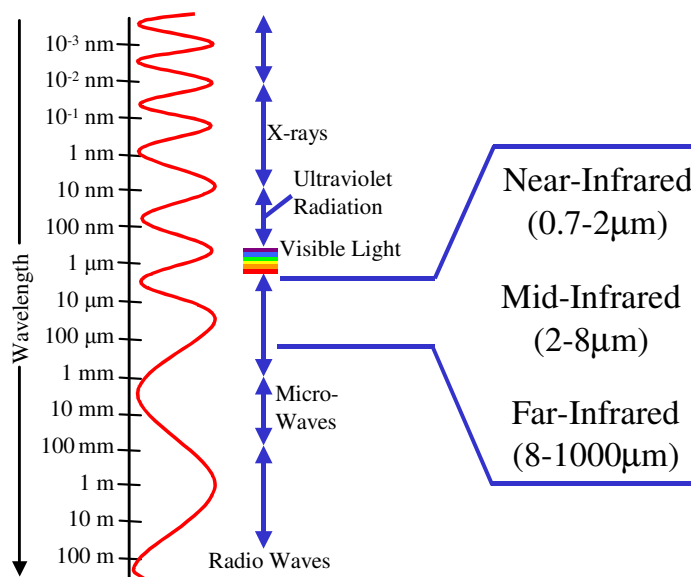 Wavelength
10⁻³ nm
10⁻² nm
10⁻¹ nm
1 nm
10 nm
100 nm
1 µm
10 µm
100 µm
1 mm
10 mm
100 mm
1 m
10 m
100 m
X-rays
Ultraviolet
Radiation
Visible Light
Micro-
Waves
Radio Waves
Near-Infrared
(0.7-2µm)
Mid-Infrared
(2-8µm)
Far-Infrared
(8-1000µm)